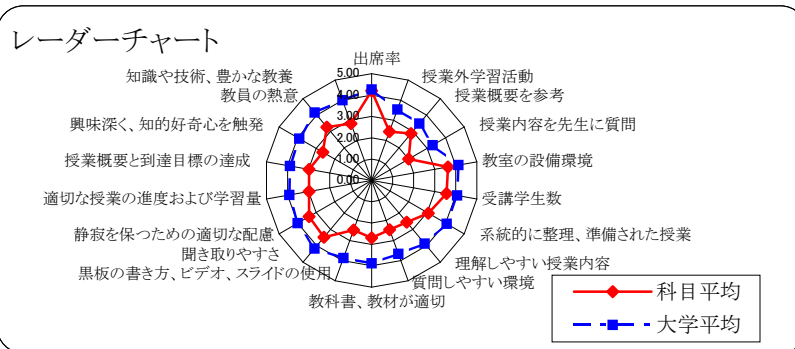 レーダーチャート
出席率
授業外学習活動
授業概要を参考
授業内容を先生に質問
教室の設備環境
受講学生数
系統的に整理、準備された授業
理解しやすい授業内容
質問しやすい環境
教科書、教材が適切
黒板の書き方、ビデオ、スライドの使用
聞き取りやすさ
静寂を保つための適切な配慮
適切な授業の進度および学習量
授業概要と到達目標の達成
興味深く、知的好奇心を触発
教員の熱意
知識や技術、豊かな教養
5.00
4.00
3.00
2.00
1.00
0.00
科目平均
大学平均